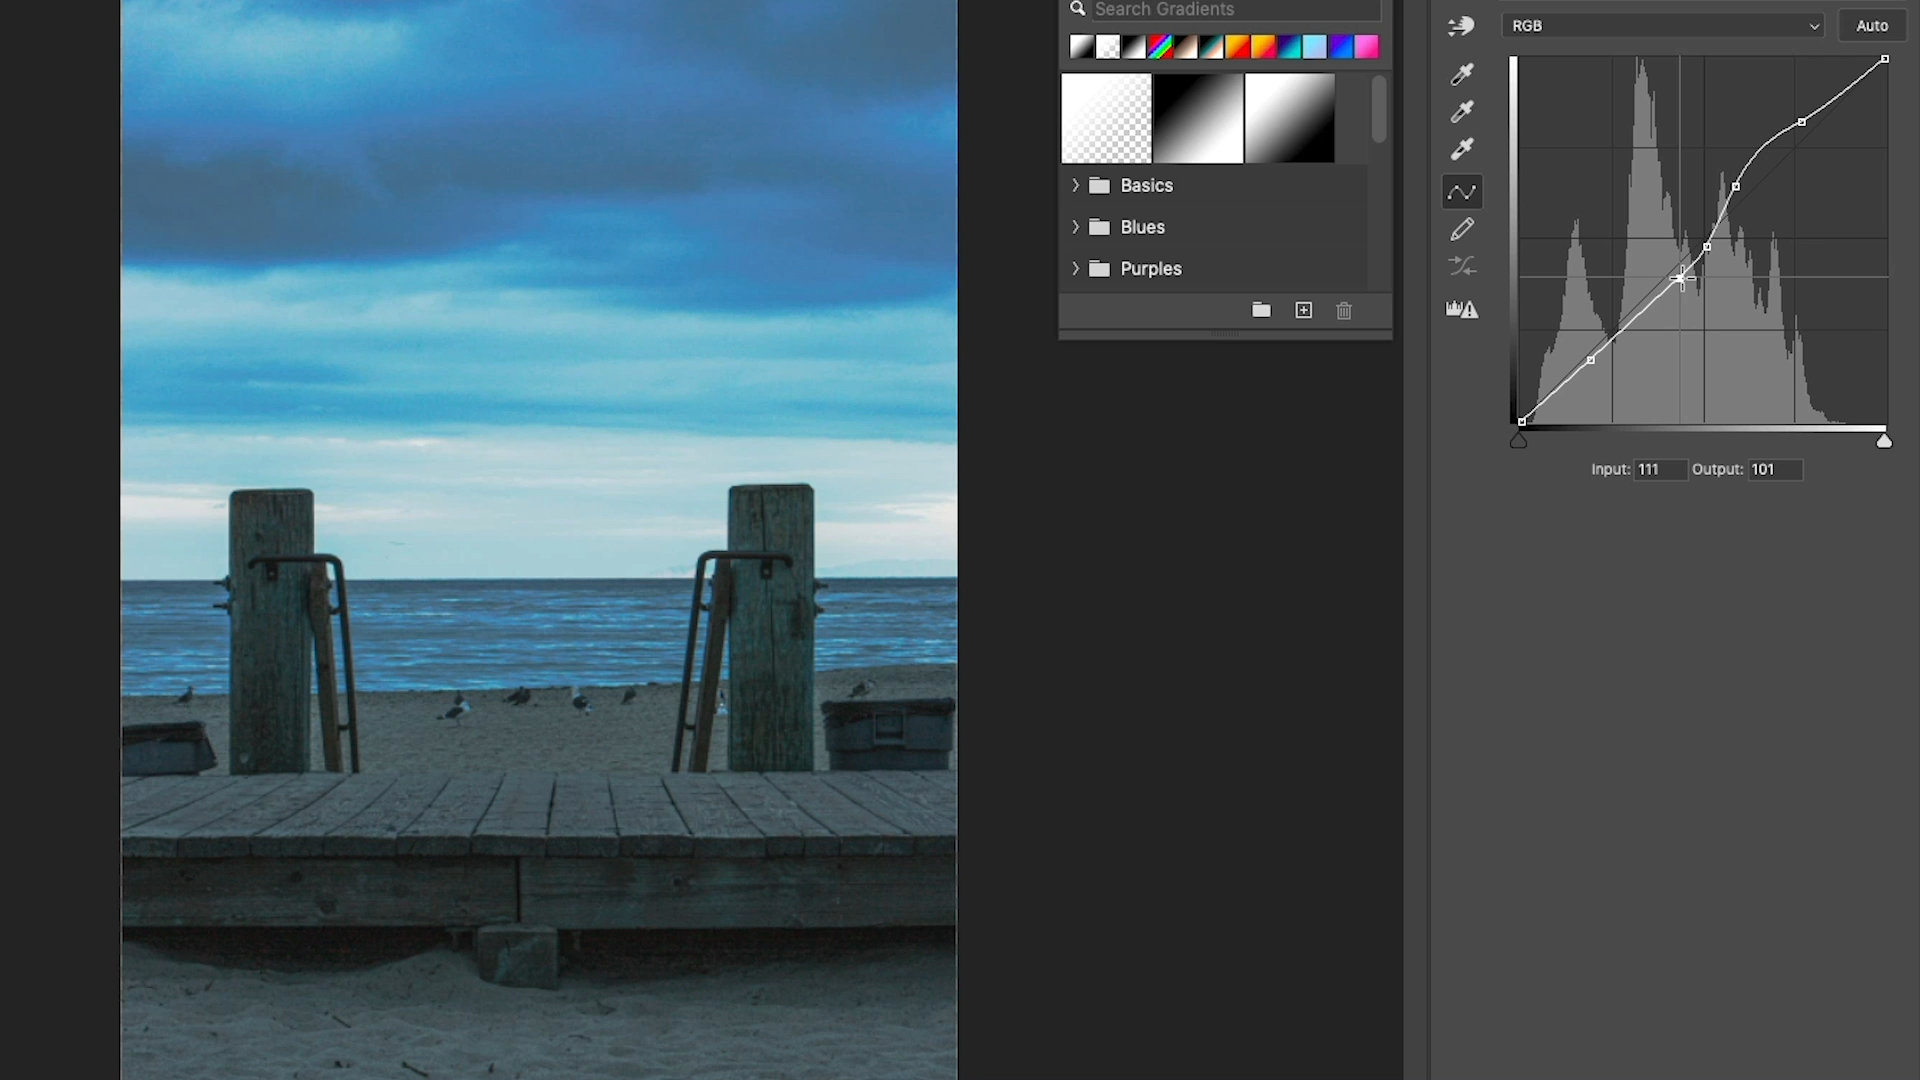 Search Gradients
Basics
Blues
Purples
RGB
Auto
Input: 111 Output: 101